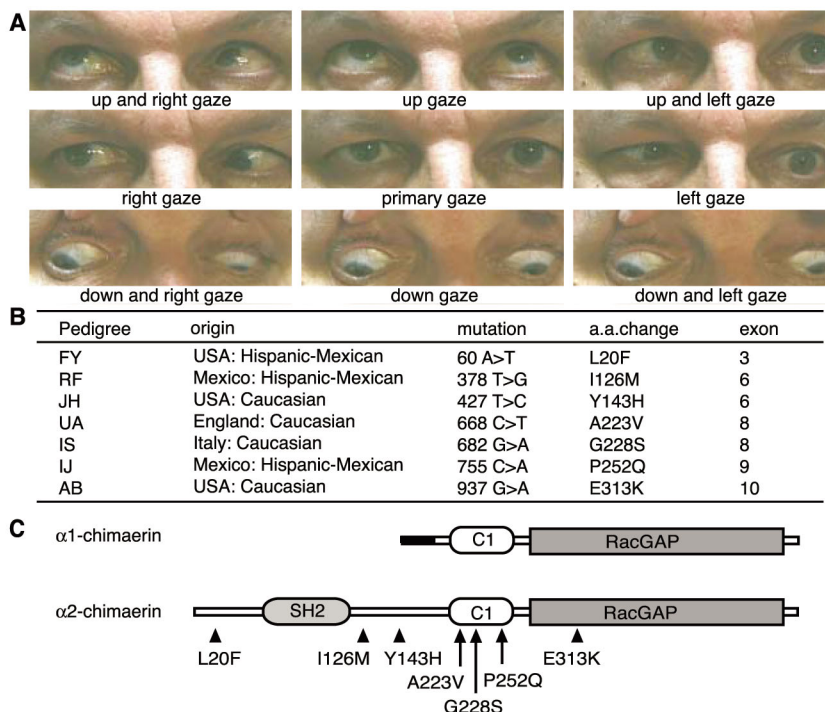 A
up and right gaze up gaze up and left gaze
right gaze primary gaze left gaze
down and right gaze down gaze down and left gaze
B
Pedigree origin mutation a.a.change exon
FY USA: Hispanic-Mexican 60 A>T L20F 3
RF Mexico: Hispanic-Mexican 378 T>G I126M 6
JH USA: Caucasian 427 T>C Y143H 6
UA England: Caucasian 668 C>T A223V 8
IS Italy: Caucasian 682 G>A G228S 8
IJ Mexico: Hispanic-Mexican 755 C>A P252Q 9
AB USA: Caucasian 937 G>A E313K 10
C
α1-chimaerin C1 RacGAP
α2-chimaerin SH2 C1 RacGAP
L20F I126M Y143H E313K
A223V P252Q
G228S